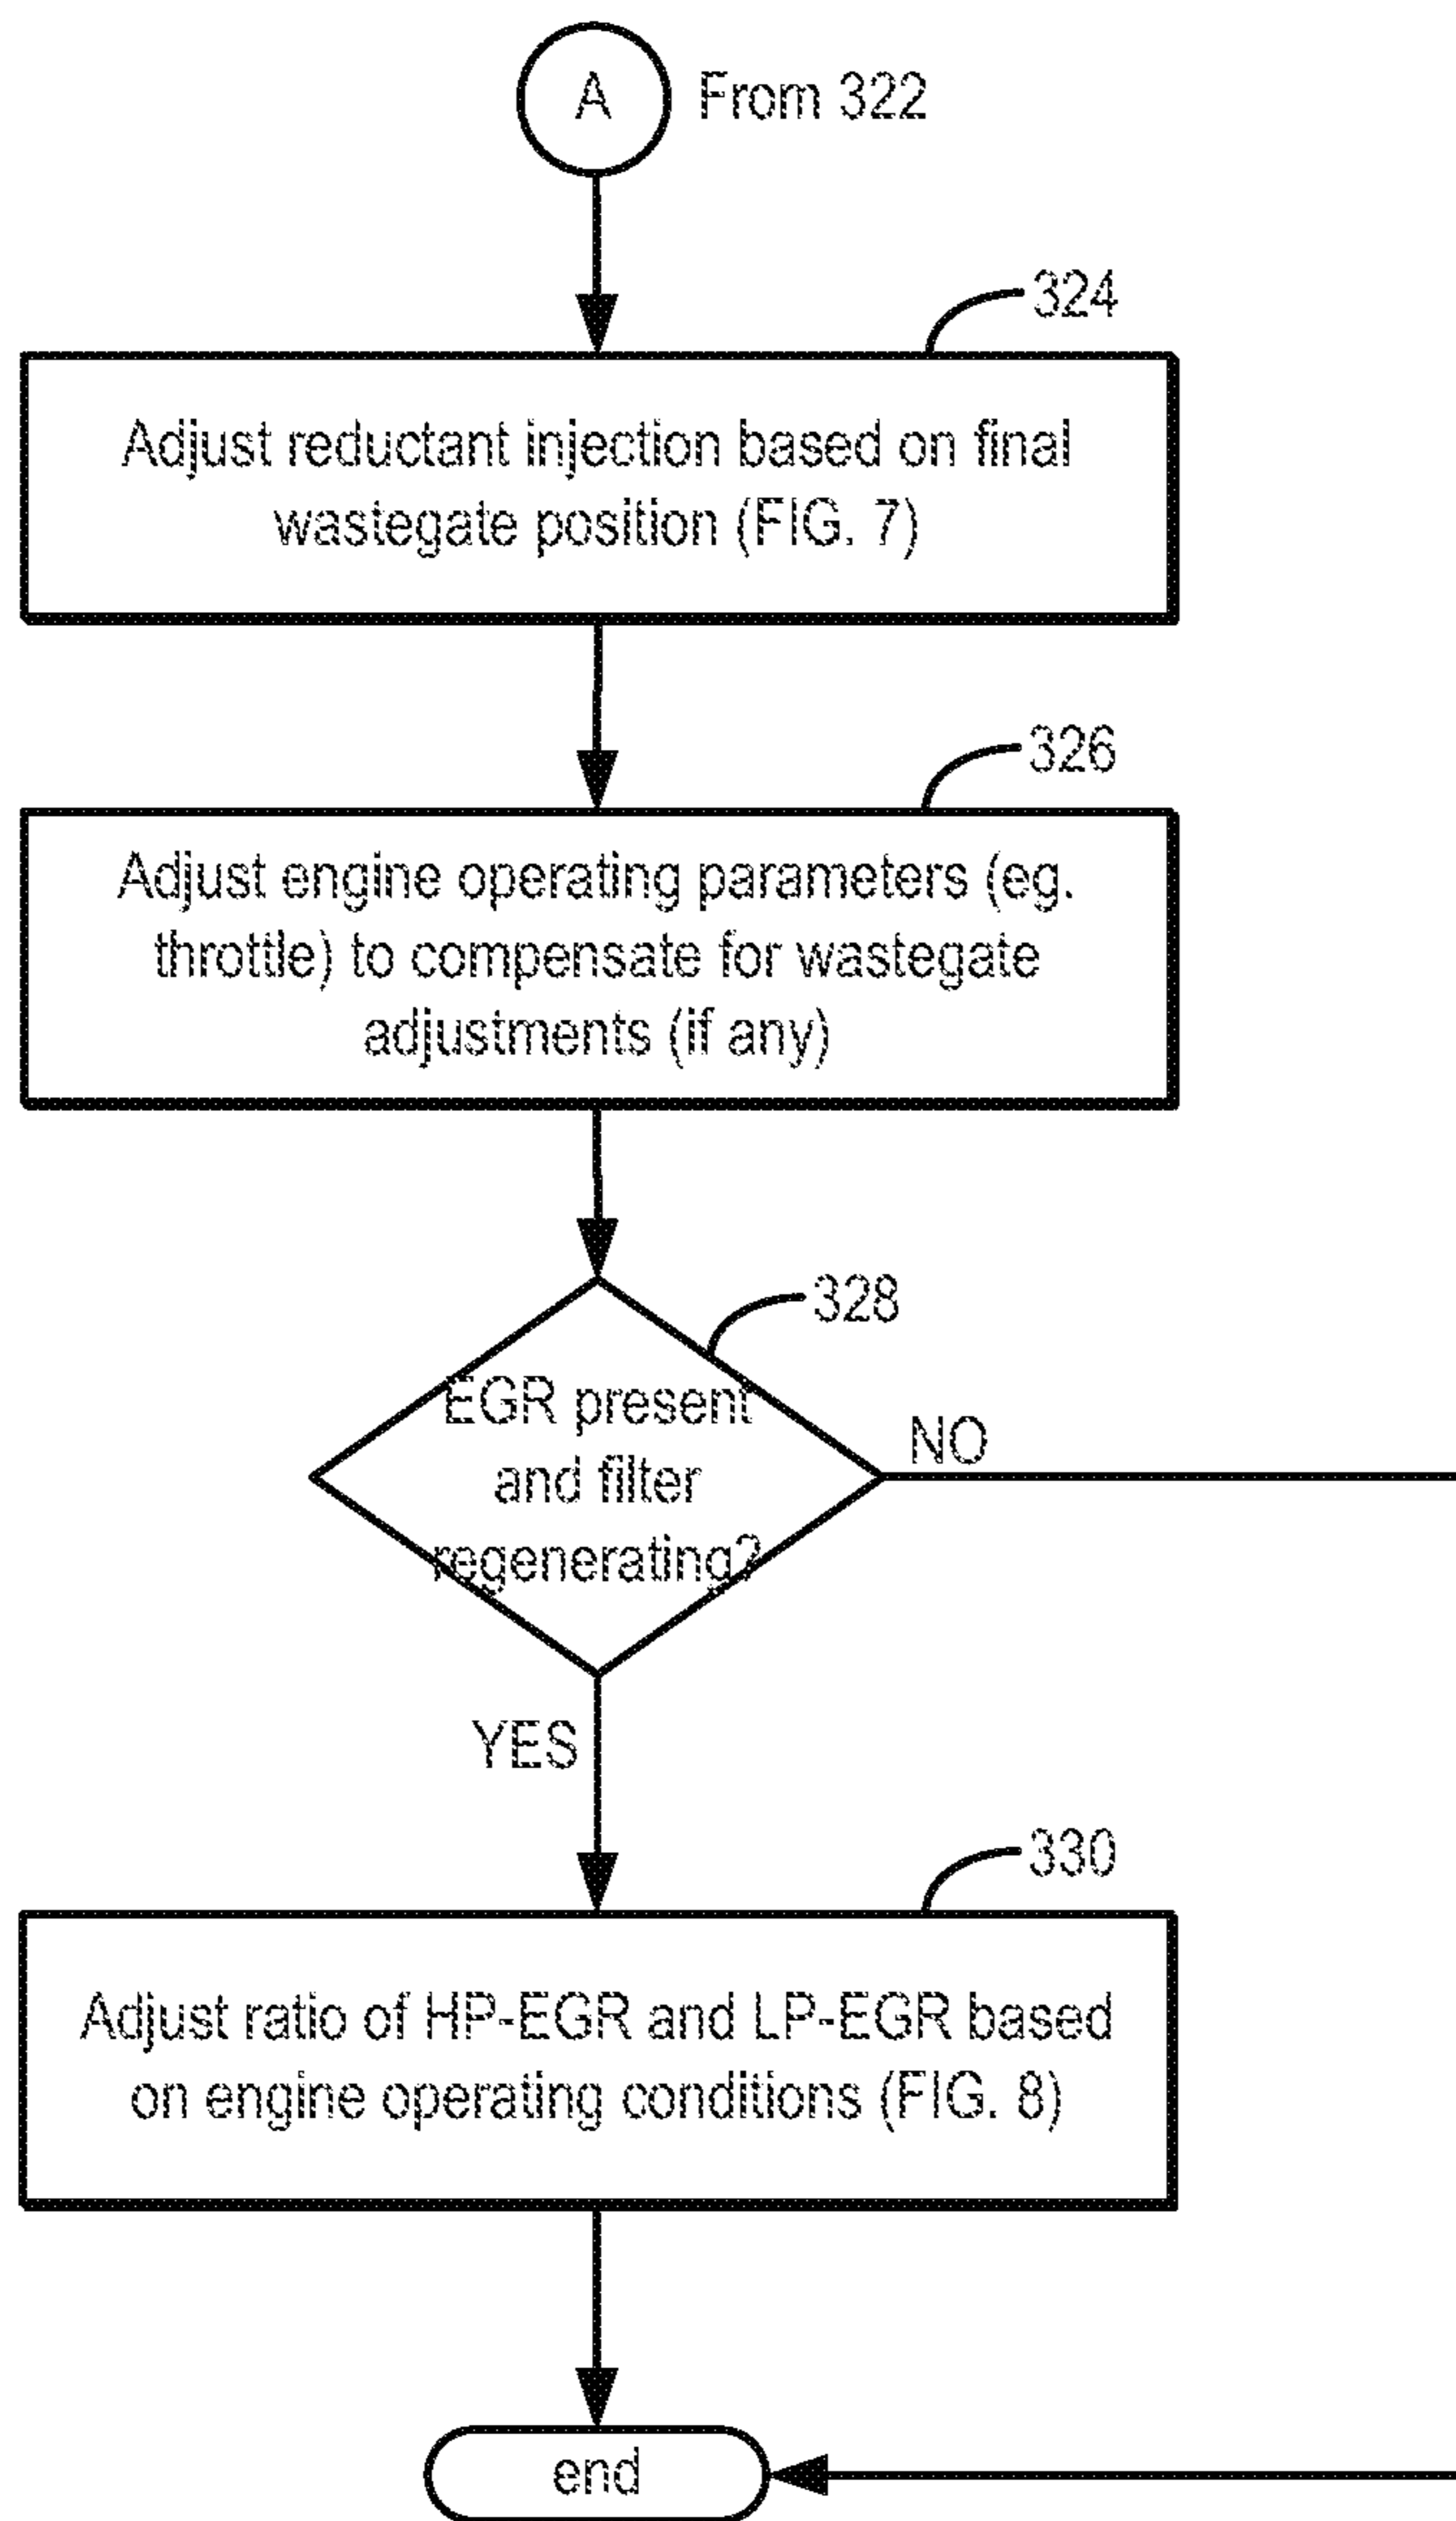 A From 322
324
Adjust reductant injection based on final
wastegate position (FIG. 7)
326
Adjust engine operating parameters (eg.
throttle) to compensate for wastegate
adjustments (if any)
328
EGR present
and filter
regenerating?
NO
YES
330
Adjust ratio of HP-EGR and LP-EGR based
on engine operating conditions (FIG. 8)
end